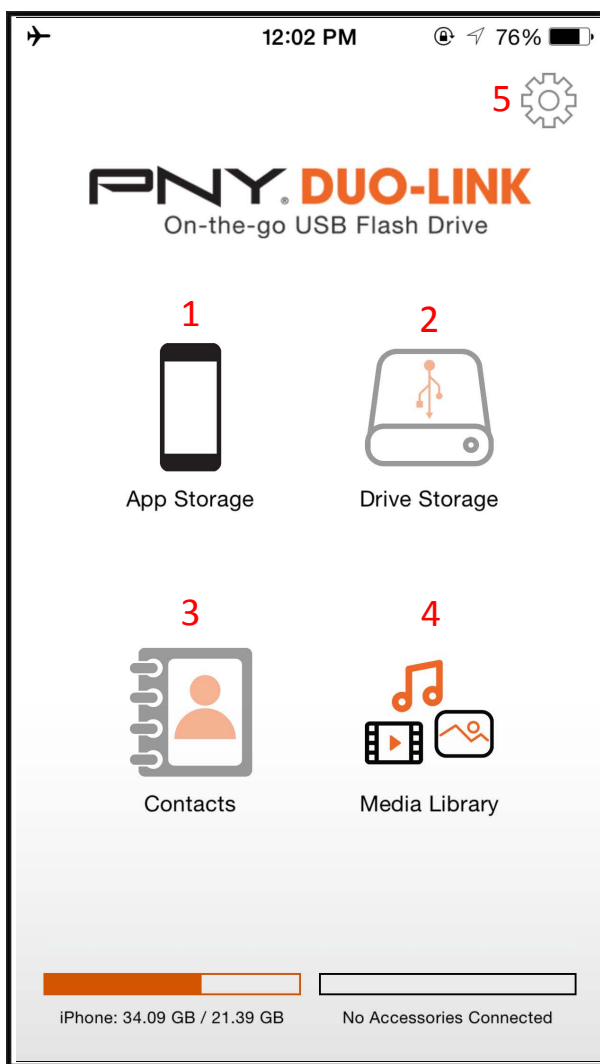 12:02 PM 76%
5
PNY® DUO-LINK
On-the-go USB Flash Drive
1 2
App Storage Drive Storage
3 4
Contacts Media Library
iPhone: 34.09 GB / 21.39 GB No Accessories Connected